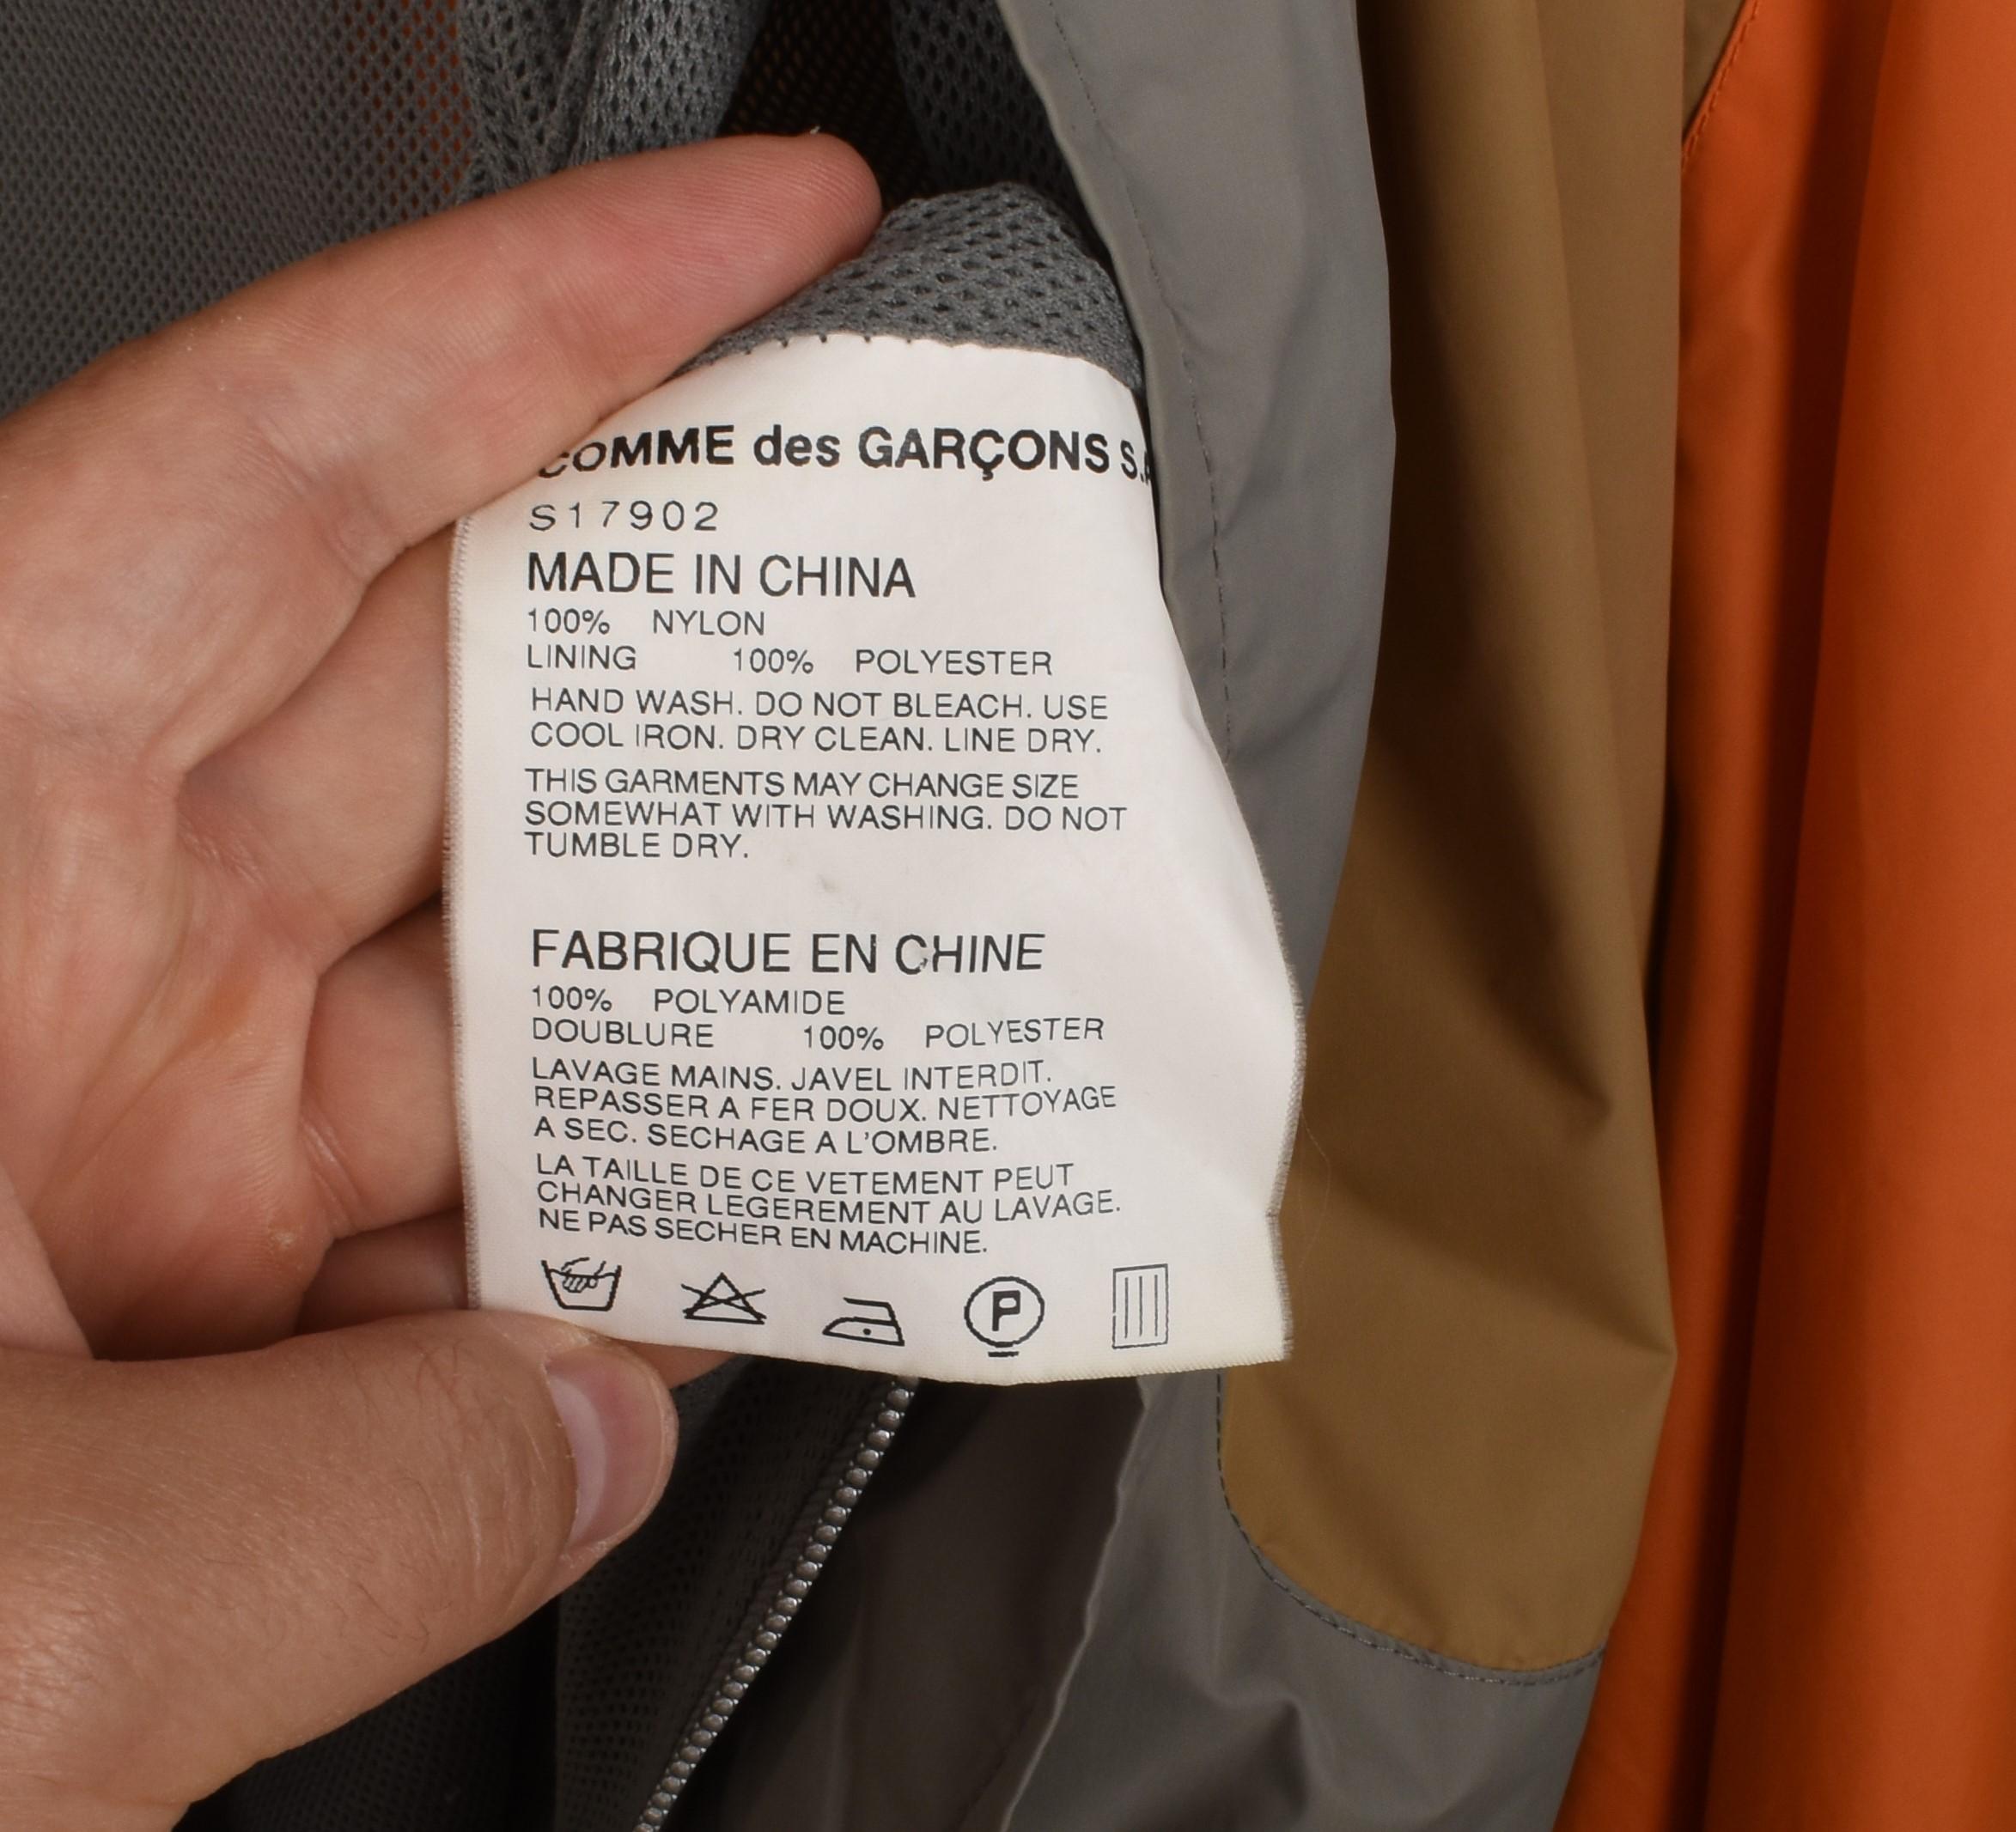 COMME des GARÇONS S.A
S17902
MADE IN CHINA
100% NYLON
LINING 100% POLYESTER
HAND WASH. DO NOT BLEACH. USE
COOL IRON. DRY CLEAN. LINE DRY.
THIS GARMENTS MAY CHANGE SIZE
SOMEWHAT WITH WASHING. DO NOT
TUMBLE DRY.
FABRIQUE EN CHINE
100% POLYAMIDE
DOUBLURE 100% POLYESTER
LAVAGE MAINS. JAVEL INTERDIT.
REPASSER A FER DOUX. NETTOYAGE
A SEC. SECHAGE A L'OMBRE.
LA TAILLE DE CE VETEMENT PEUT
CHANGER LEGEREMENT AU LAVAGE.
NE PAS SECHER EN MACHINE.
P